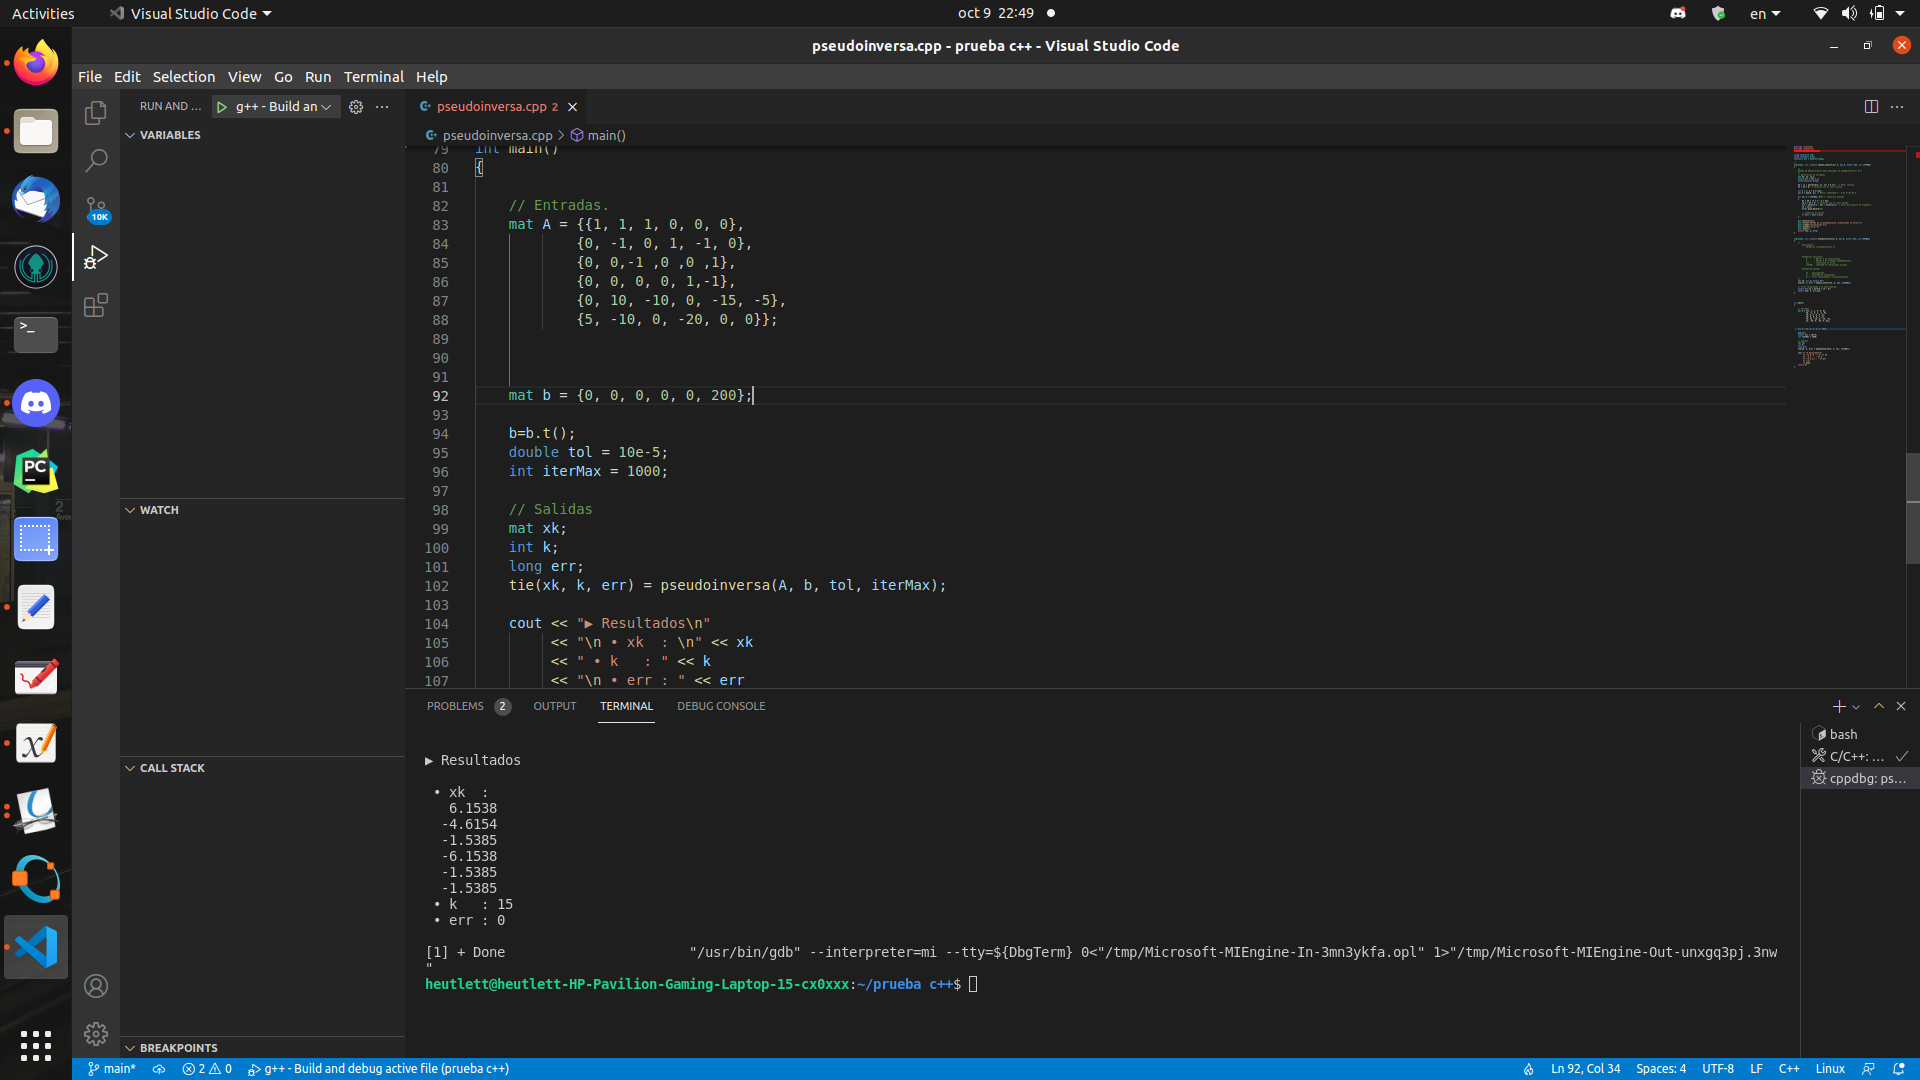 Activities
Visual Studio Code
oct 9 22:49
en
pseudoinversa.cpp - prueba c++ - Visual Studio Code
File Edit Selection View Go Run Terminal Help
RUN AND ...
g++ - Build an
pseudoinversa.cpp 2
pseudoinversa.cpp > main()
VARIABLES
WATCH
CALL STACK
BREAKPOINTS
10K
79 int main()
80 {
81
82 // Entradas.
83 mat A = {{1, 1, 1, 0, 0, 0},
84 {0, -1, 0, 1, -1, 0},
85 {0, 0,-1 ,0 ,0 ,1},
86 {0, 0, 0, 0, 1,-1},
87 {0, 10, -10, 0, -15, -5},
88 {5, -10, 0, -20, 0, 0}};
89
90
91
92 mat b = {0, 0, 0, 0, 0, 200};
93
94 b=b.t();
95 double tol = 10e-5;
96 int iterMax = 1000;
97
98 // Salidas
99 mat xk;
100 int k;
101 long err;
102 tie(xk, k, err) = pseudoinversa(A, b, tol, iterMax);
103
104 cout << "▶ Resultados\n"
105 << "\n • xk  : \n" << xk
106 << " • k   : " << k
107 << "\n • err : " << err
PROBLEMS 2 OUTPUT TERMINAL DEBUG CONSOLE
▶ Resultados
• xk  :
6.1538
-4.6154
-1.5385
-6.1538
-1.5385
-1.5385
• k   : 15
• err : 0
[1] + Done "/usr/bin/gdb" --interpreter=mi --tty=${DbgTerm} 0<"/tmp/Microsoft-MIEngine-In-3mn3ykfa.opl" 1>"/tmp/Microsoft-MIEngine-Out-unxgq3pj.3nw
"
heutlett@heutlett-HP-Pavilion-Gaming-Laptop-15-cx0xxx:~/prueba c++$
bash
C/C++: ...
cppdbg: ps...
main* 2 0 g++ - Build and debug active file (prueba c++)
Ln 92, Col 34 Spaces: 4 UTF-8 LF C++ Linux